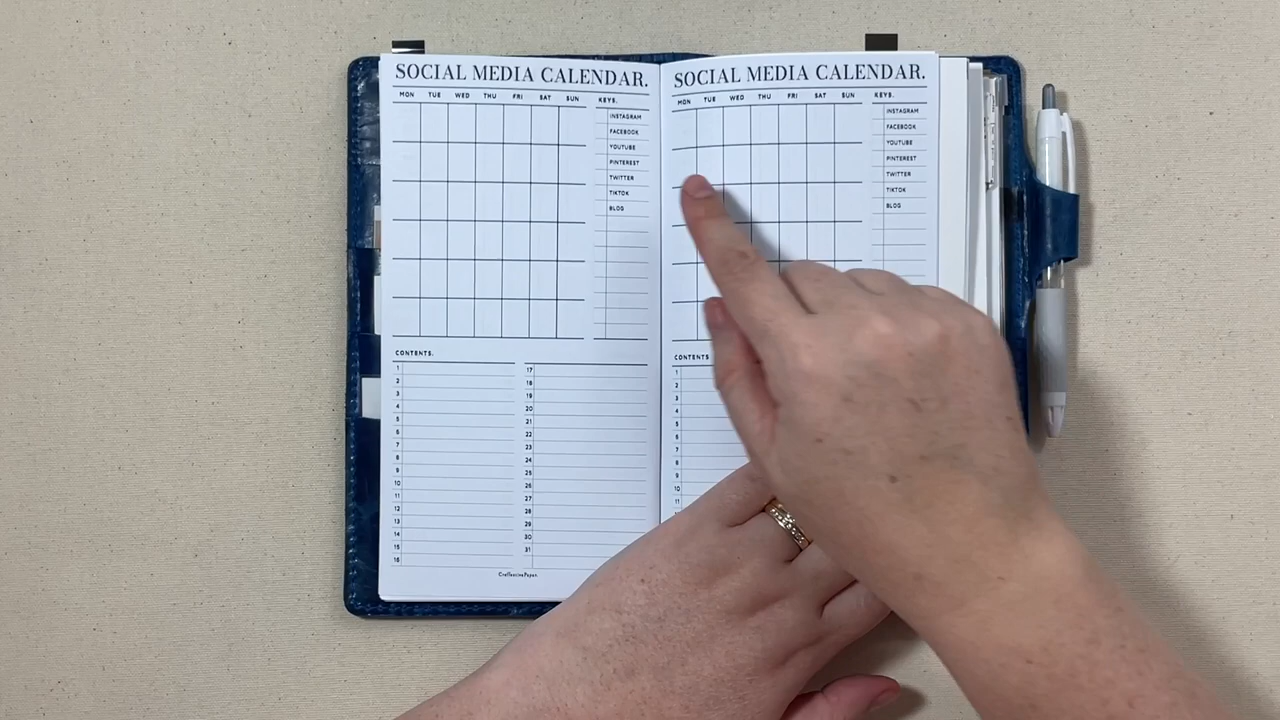 SOCIAL MEDIA CALENDAR.
MON TUE WED THU FRI SAT SUN KEYS.
INSTAGRAM
FACEBOOK
YOUTUBE
PINTEREST
TWITTER
TIKTOK
BLOG
CONTENTS.
1
2
3
4
5
6
7
8
9
10
11
12
13
14
15
16
17
18
19
20
21
22
23
24
25
26
27
28
29
30
31
SOCIAL MEDIA CALENDAR.
MON TUE WED THU FRI SAT SUN KEYS.
INSTAGRAM
FACEBOOK
YOUTUBE
PINTEREST
TWITTER
TIKTOK
BLOG
CONTENTS
1
2
3
4
5
6
7
8
9
10
11